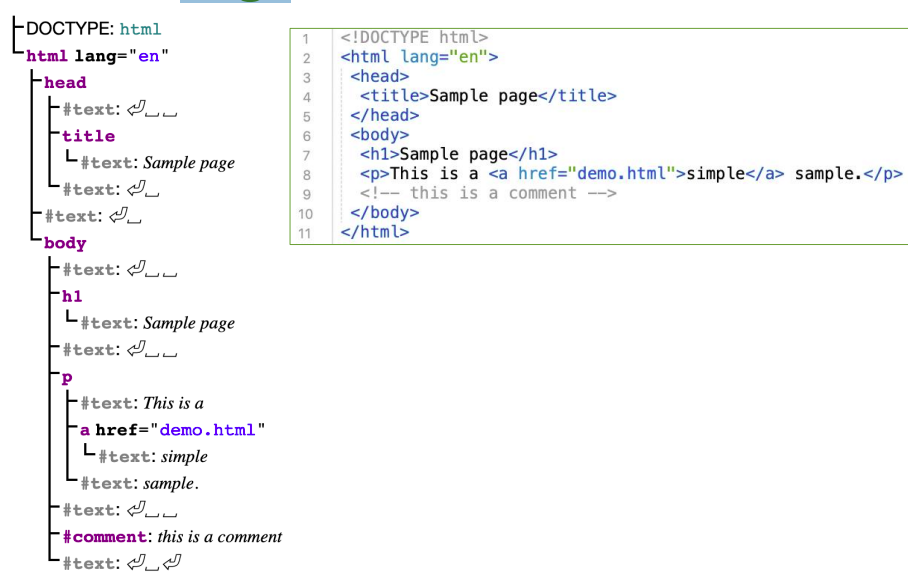 DOCTYPE: html
html lang="en"
head
#text: ⏎␣␣
title
#text: Sample page
#text: ⏎␣
#text: ⏎␣
body
#text: ⏎␣␣
h1
#text: Sample page
#text: ⏎␣␣
p
#text: This is a
a href="demo.html"
#text: simple
#text: sample.
#text: ⏎␣␣
#comment: this is a comment
#text: ⏎␣⏎
1 <!DOCTYPE html>
2 <html lang="en">
3 <head>
4 <title>Sample page</title>
5 </head>
6 <body>
7 <h1>Sample page</h1>
8 <p>This is a <a href="demo.html">simple</a> sample.</p>
9 <!-- this is a comment -->
10 </body>
11 </html>